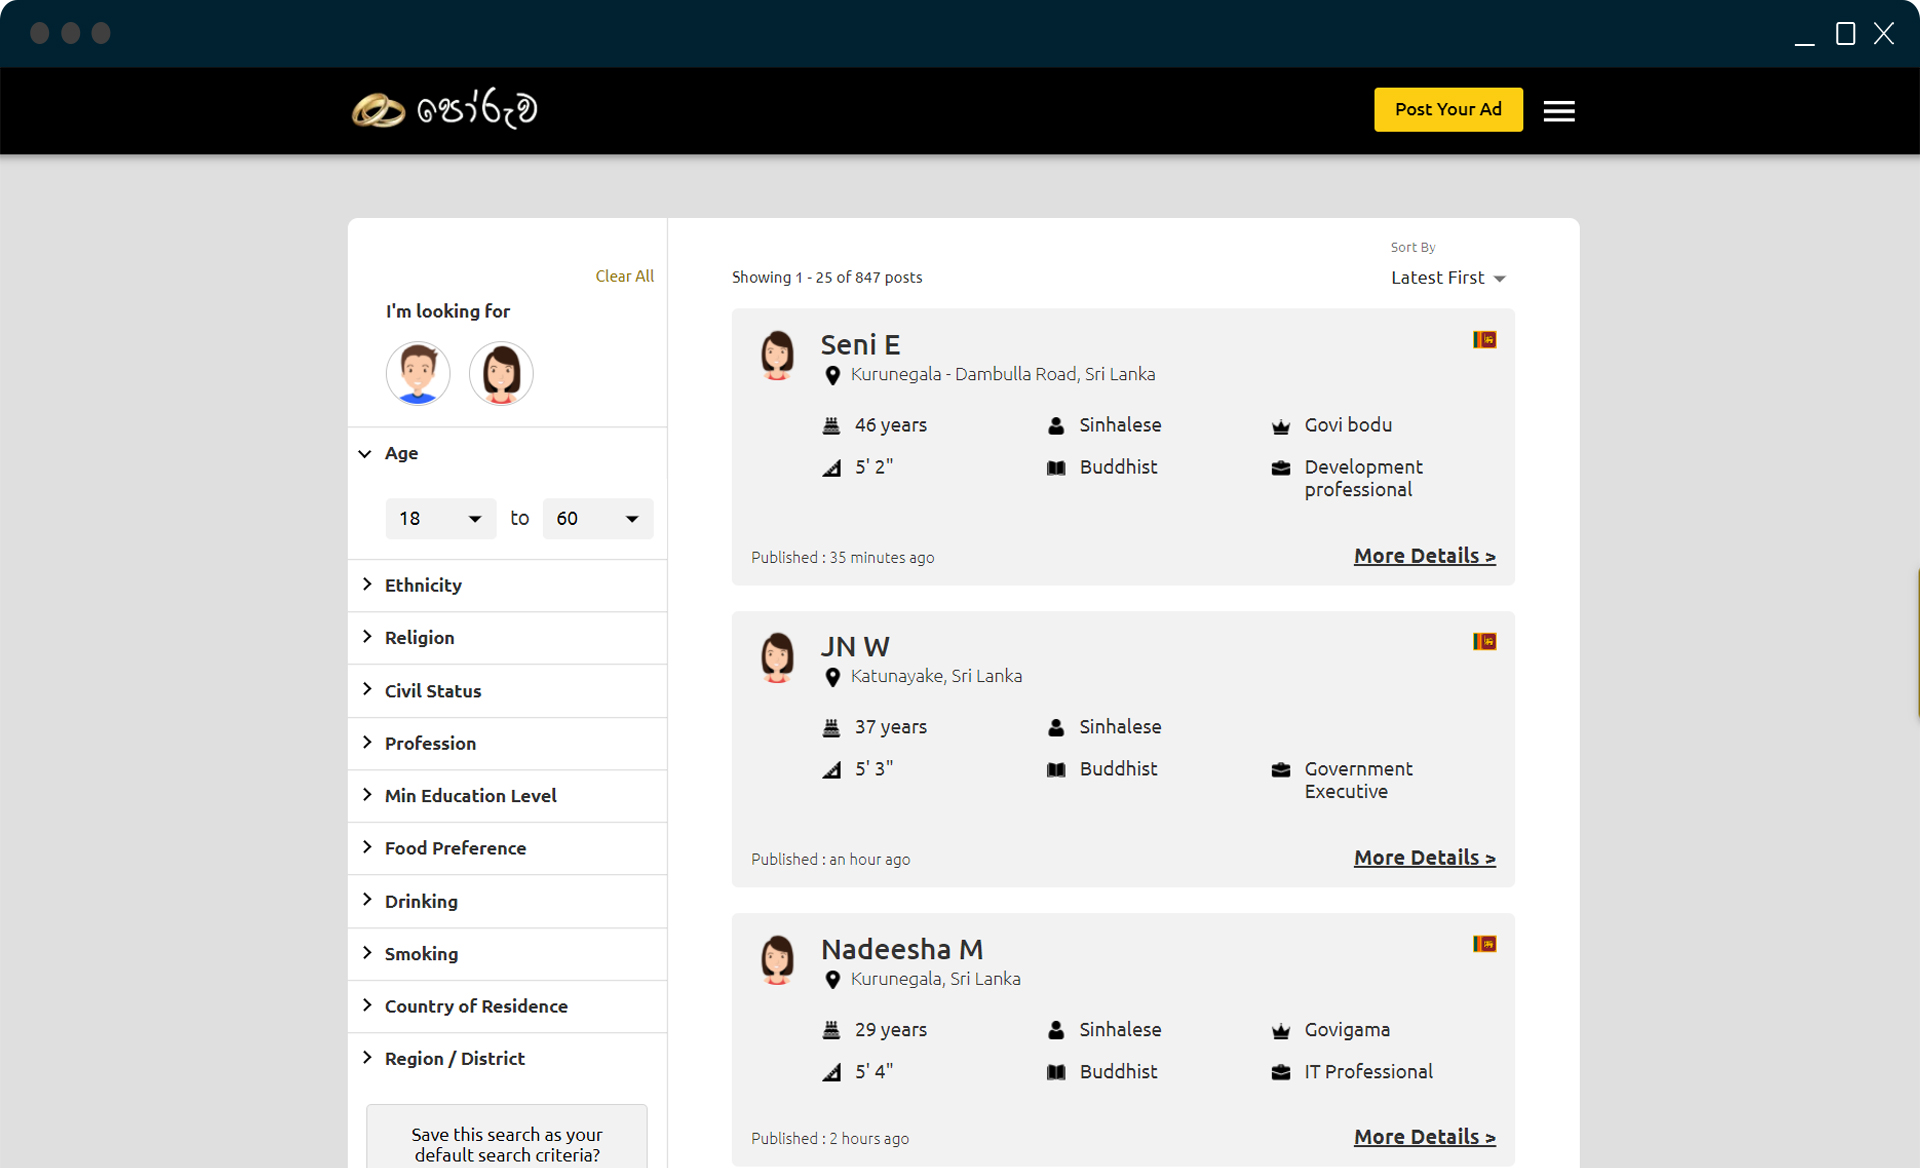 පෝරුව
Post Your Ad
Clear All
I'm looking for
Age
18 to 60
Ethnicity
Religion
Civil Status
Profession
Min Education Level
Food Preference
Drinking
Smoking
Country of Residence
Region / District
Save this search as your
default search criteria?
Sort By
Showing 1 - 25 of 847 posts
Latest First
Seni E
Kurunegala - Dambulla Road, Sri Lanka
46 years
Sinhalese
Govi bodu
5' 2"
Buddhist
Development
professional
Published : 35 minutes ago
More Details >
JN W
Katunayake, Sri Lanka
37 years
Sinhalese
5' 3"
Buddhist
Government
Executive
Published : an hour ago
More Details >
Nadeesha M
Kurunegala, Sri Lanka
29 years
Sinhalese
Govigama
5' 4"
Buddhist
IT Professional
Published : 2 hours ago
More Details >